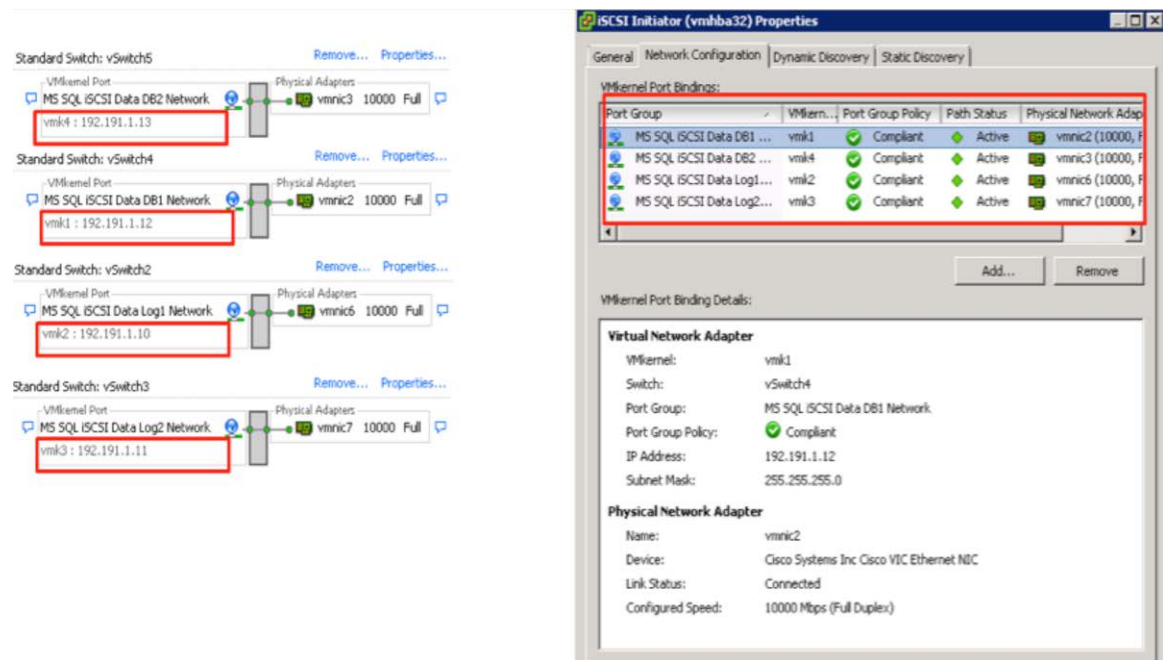 Standard Switch: vSwitch5 Remove... Properties...
VMkernel Port Physical Adapters
MS SQL iSCSI Data DB2 Network vmnic3 10000 Full
vmk4 : 192.191.1.13
Standard Switch: vSwitch4 Remove... Properties...
VMkernel Port Physical Adapters
MS SQL iSCSI Data DB1 Network vmnic2 10000 Full
vmk1 : 192.191.1.12
Standard Switch: vSwitch2 Remove... Properties...
VMkernel Port Physical Adapters
MS SQL iSCSI Data Log1 Network vmnic6 10000 Full
vmk2 : 192.191.1.10
Standard Switch: vSwitch3 Remove... Properties...
VMkernel Port Physical Adapters
MS SQL iSCSI Data Log2 Network vmnic7 10000 Full
vmk3 : 192.191.1.11
iSCSI Initiator (vmhba32) Properties
General Network Configuration Dynamic Discovery Static Discovery
VMkernel Port Bindings:
Port Group VMkern... Port Group Policy Path Status Physical Network Adap
MS SQL iSCSI Data DB1 ... vmk1 Compliant Active vmnic2 (10000, F
MS SQL iSCSI Data DB2 ... vmk4 Compliant Active vmnic3 (10000, F
MS SQL iSCSI Data Log1... vmk2 Compliant Active vmnic6 (10000, F
MS SQL iSCSI Data Log2... vmk3 Compliant Active vmnic7 (10000, F
Add... Remove
VMkernel Port Binding Details:
Virtual Network Adapter
VMkernel: vmk1
Switch: vSwitch4
Port Group: MS SQL iSCSI Data DB1 Network
Port Group Policy: Compliant
IP Address: 192.191.1.12
Subnet Mask: 255.255.255.0
Physical Network Adapter
Name: vmnic2
Device: Cisco Systems Inc Cisco VIC Ethernet NIC
Link Status: Connected
Configured Speed: 10000 Mbps (Full Duplex)